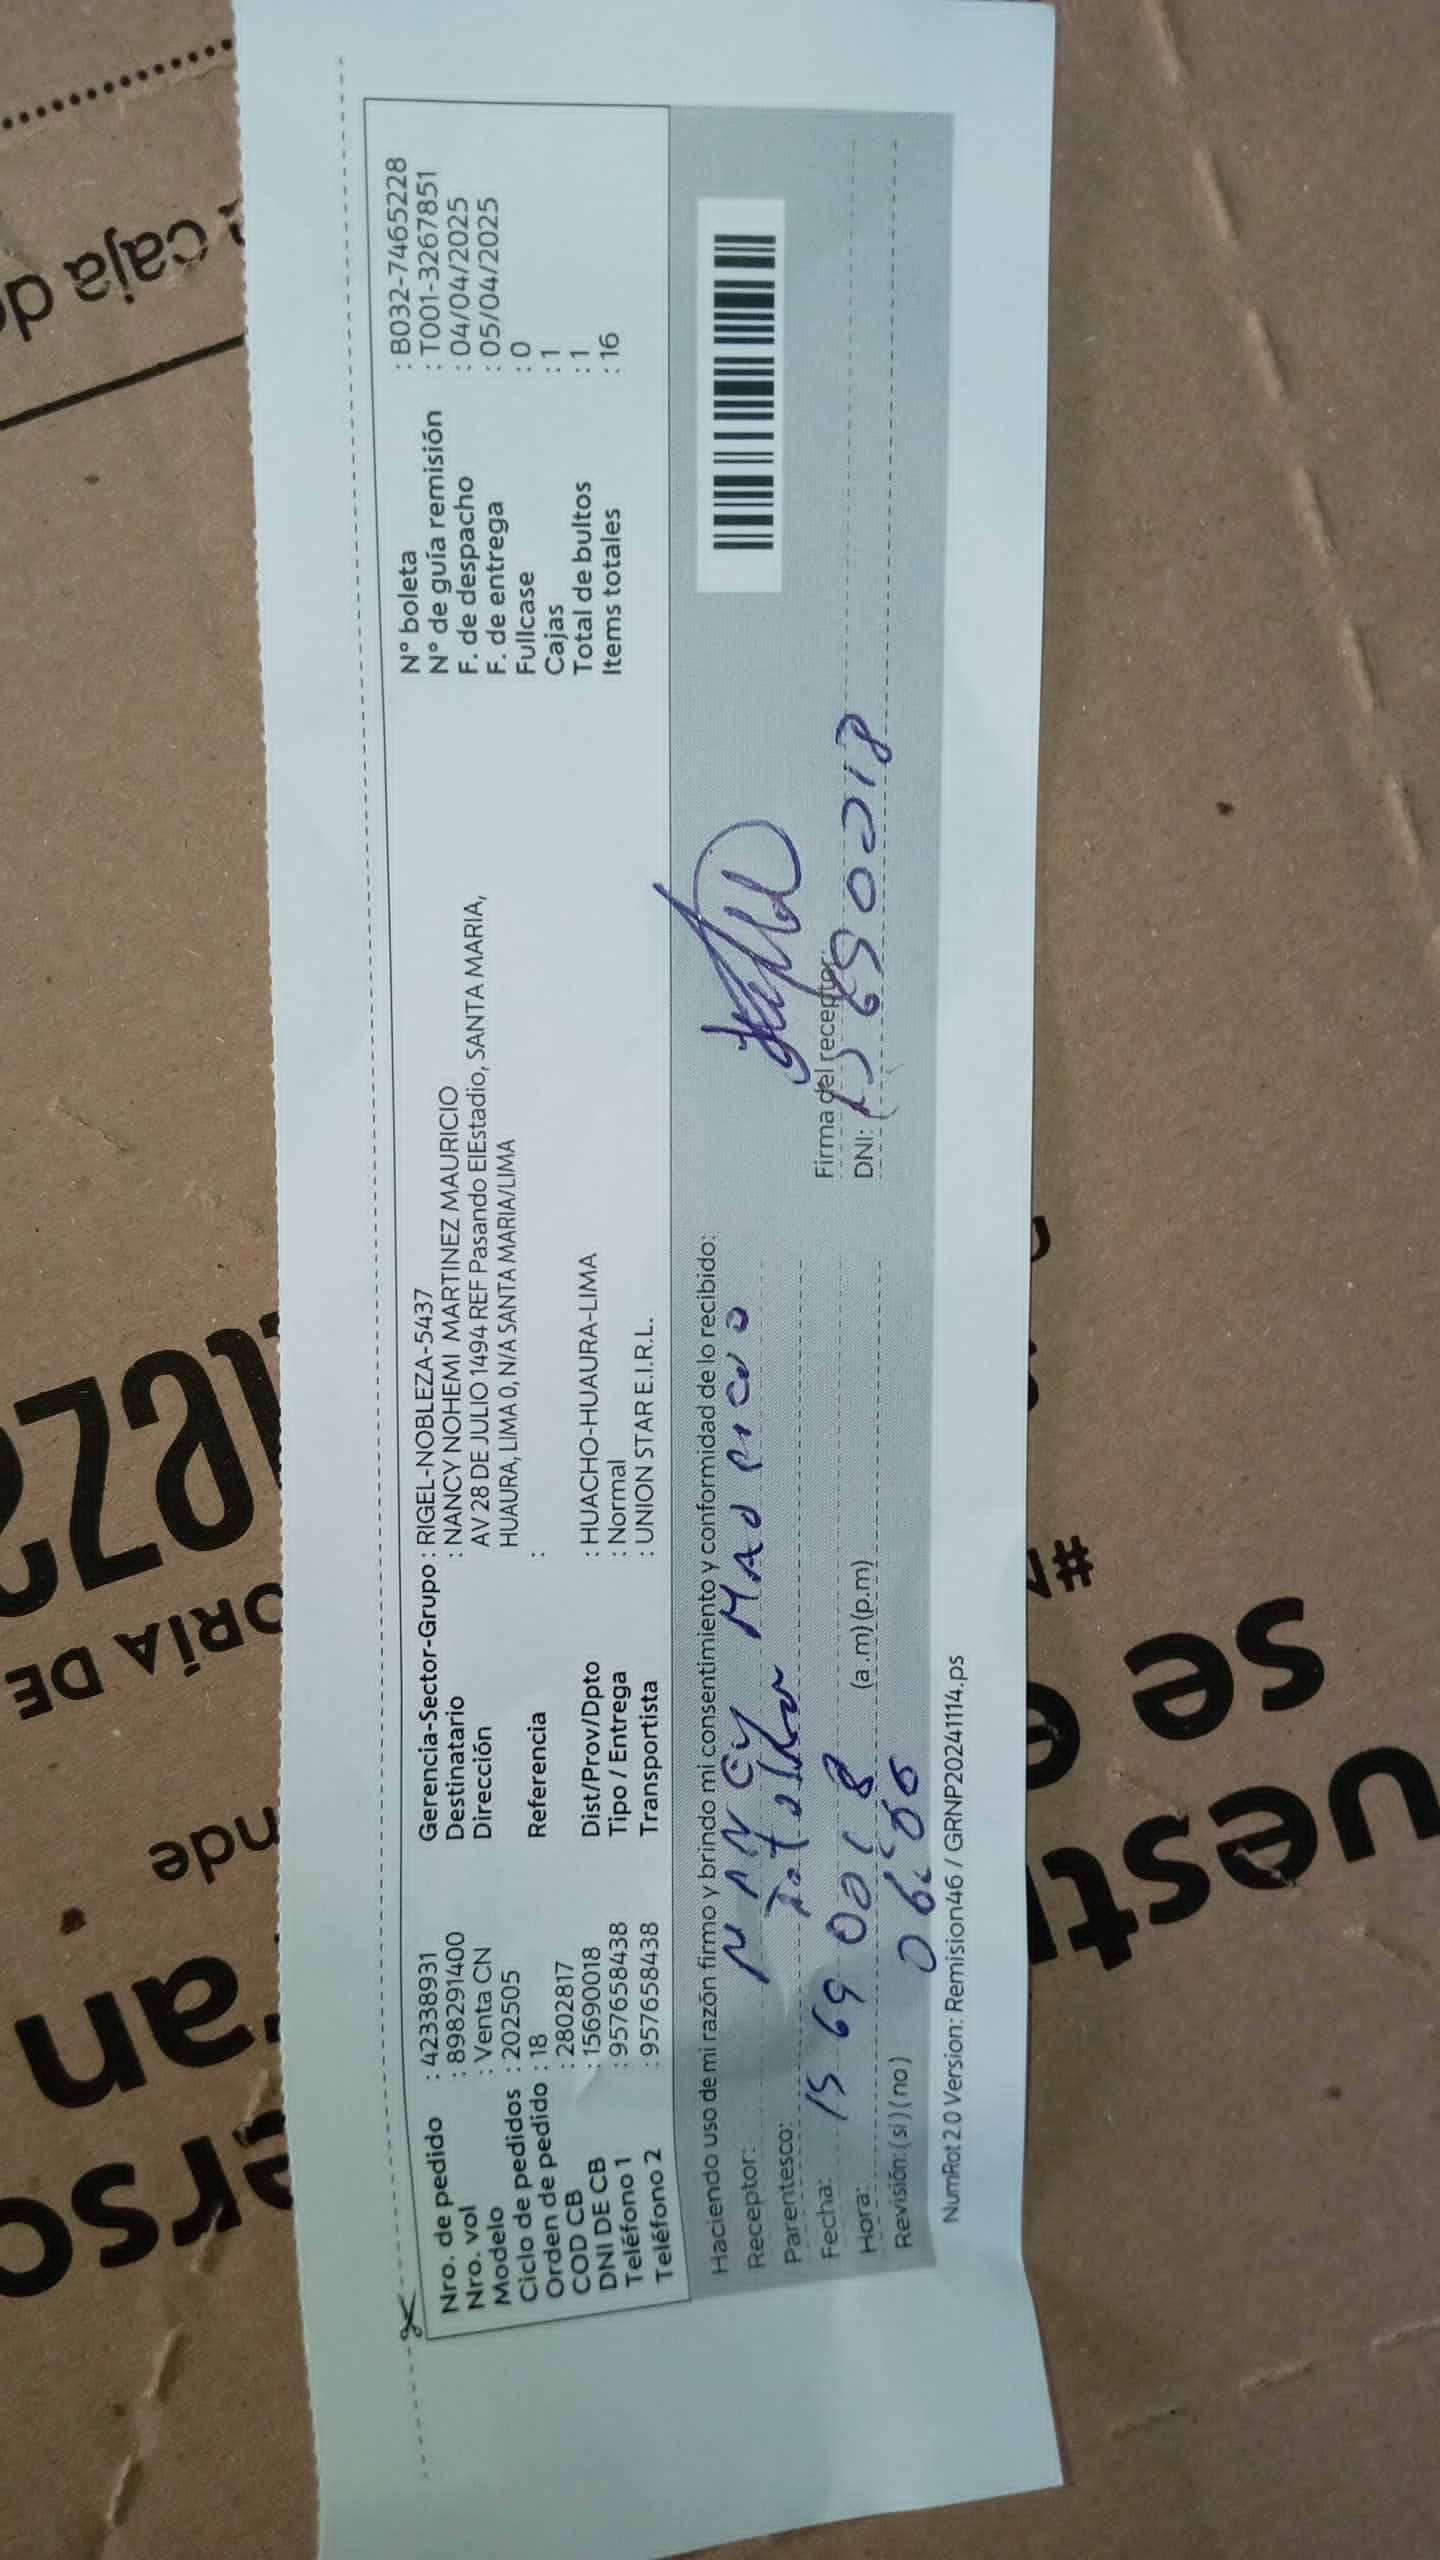 Nro. de pedido : 42338931
Nro. vol : 898291400
Modelo : Venta CN
Ciclo de pedidos : 202505
Orden de pedido : 18
COD CB : 2802817
DNI DE CB : 15690018
Teléfono 1 : 957658438
Teléfono 2 : 957658438
Gerencia-Sector-Grupo : RIGEL-NOBLEZA-5437
Destinatario : NANCY NOHEMI MARTINEZ MAURICIO
Dirección AV 28 DE JULIO 1494 REF Pasando ElEstadio, SANTA MARIA,
HUAURA, LIMA 0, N/A SANTA MARIA/LIMA
Referencia :
Dist/Prov/Dpto : HUACHO-HUAURA-LIMA
Tipo / Entrega : Normal
Transportista : UNION STAR E.I.R.L.
N° boleta : B032-7465228
N° de guía remisión : T001-3267851
F. de despacho : 04/04/2025
F. de entrega : 05/04/2025
Fullcase : 0
Cajas : 1
Total de bultos : 1
Items totales : 16
Haciendo uso de mi razón firmo y brindo mi consentimiento y conformidad de lo recibido:
Receptor: NANCY
Parentesco:
Fecha: 15690018
Hora: (a.m)(p.m)
Revisión: (si) (no)
Firma del receptor:
DNI: 15690018
NumRot 2.0 Version: Remision46 / GRNP20241114.ps
caja de
ORÍA DE
nde
se e